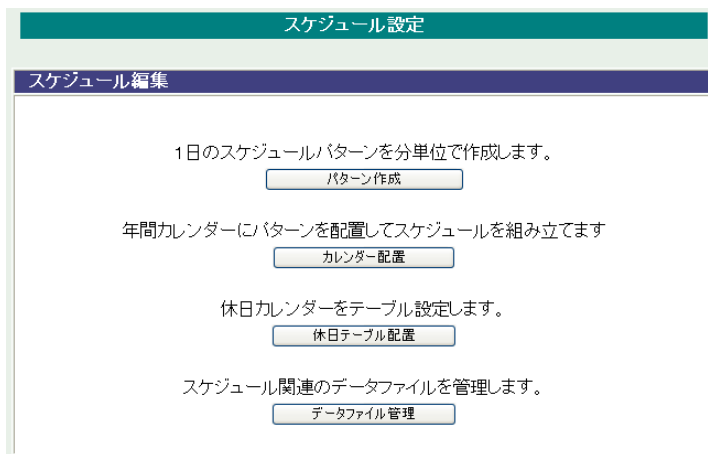 スケジュール設定
スケジュール編集
1日のスケジュールパターンを分単位で作成します。
パターン作成
年間カレンダーにパターンを配置してスケジュールを組み立てます
カレンダー配置
休日カレンダーをテーブル設定します。
休日テーブル配置
スケジュール関連のデータファイルを管理します。
データファイル管理